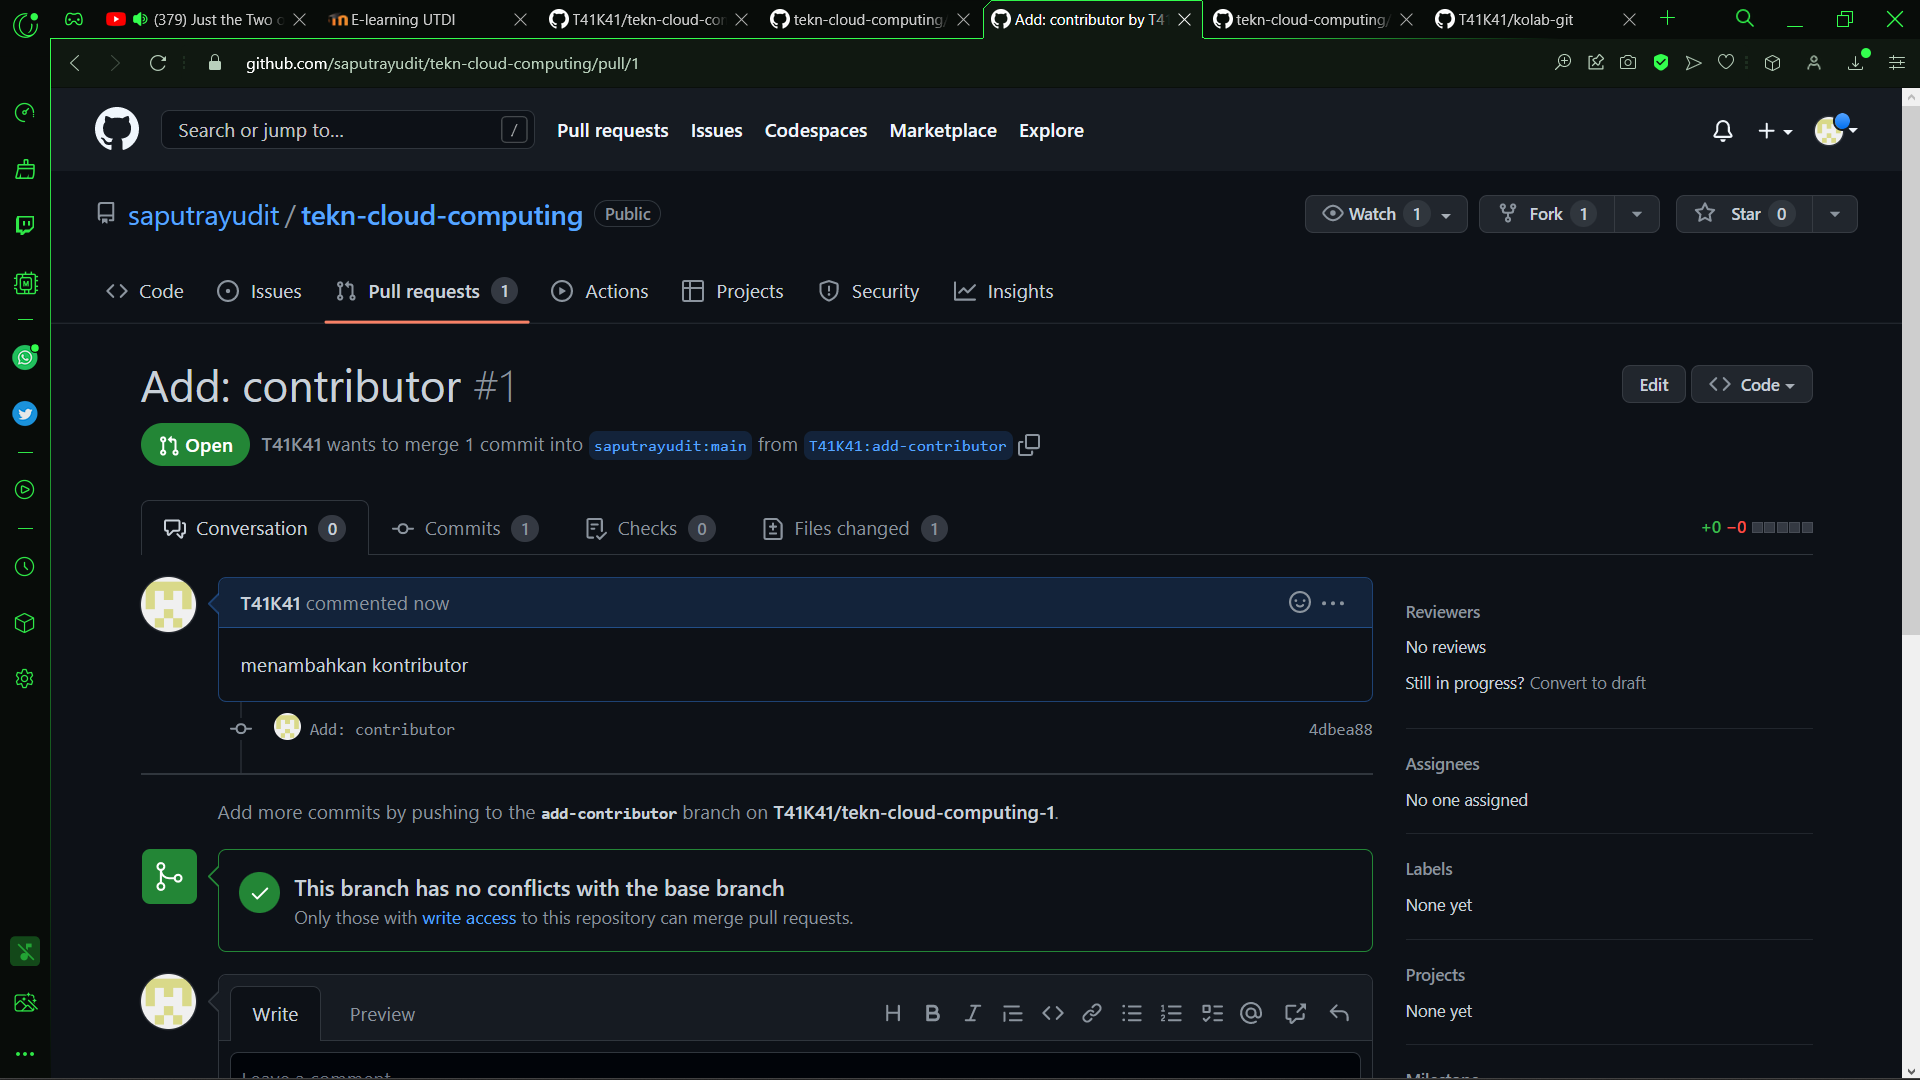 (379) Just the Two o
E-learning UTDI
T41K41/tekn-cloud-co
tekn-cloud-computing/
Add: contributor by T4
tekn-cloud-computing/
T41K41/kolab-git
github.com/saputrayudit/tekn-cloud-computing/pull/1
Search or jump to... /
Pull requests Issues Codespaces Marketplace Explore
saputrayudit / tekn-cloud-computing Public
Watch 1 Fork 1 Star 0
Code Issues Pull requests 1 Actions Projects Security Insights
Add: contributor #1
Edit Code
Open T41K41 wants to merge 1 commit into saputrayudit:main from T41K41:add-contributor
Conversation 0 Commits 1 Checks 0 Files changed 1 +0 −0
T41K41 commented now
menambahkan kontributor
Add: contributor 4dbea88
Reviewers
No reviews
Still in progress? Convert to draft
Assignees
No one assigned
Add more commits by pushing to the add-contributor branch on T41K41/tekn-cloud-computing-1.
This branch has no conflicts with the base branch
Only those with write access to this repository can merge pull requests.
Labels
None yet
Projects
None yet
Write Preview
Leave a comment
Milestone